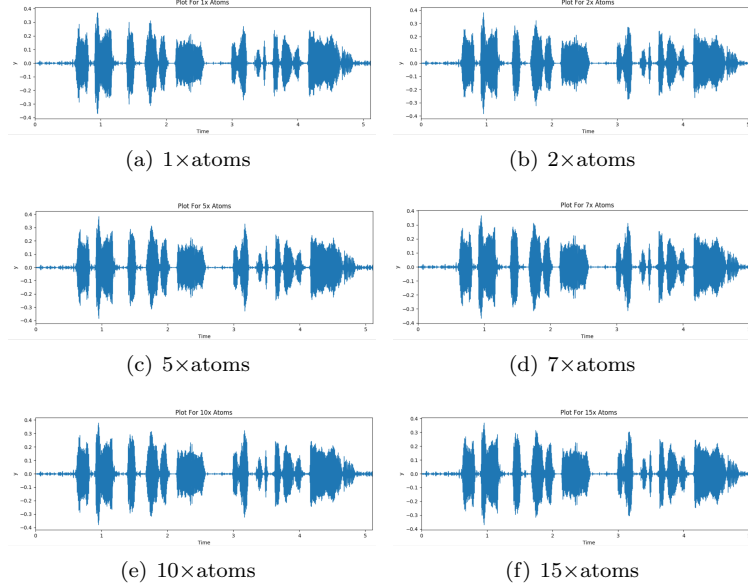 Plot For 1x Atoms
0.4
0.3
0.2
0.1
0.0
-0.1
-0.2
-0.3
-0.4
y
0 1 2 3 4 5
Time
(a) 1×atoms
Plot For 2x Atoms
0.4
0.3
0.2
0.1
0.0
-0.1
-0.2
-0.3
-0.4
y
0 1 2 3 4 5
Time
(b) 2×atoms
Plot For 5x Atoms
0.4
0.3
0.2
0.1
0.0
-0.1
-0.2
-0.3
-0.4
y
0 1 2 3 4 5
Time
(c) 5×atoms
Plot For 7x Atoms
0.4
0.3
0.2
0.1
0.0
-0.1
-0.2
-0.3
-0.4
y
0 1 2 3 4
Time
(d) 7×atoms
Plot For 10x Atoms
0.4
0.3
0.2
0.1
0.0
-0.1
-0.2
-0.3
-0.4
y
0 1 2 3 4 5
Time
(e) 10×atoms
Plot For 15x Atoms
0.4
0.3
0.2
0.1
0.0
-0.1
-0.2
-0.3
-0.4
y
0 1 2 3 4 5
Time
(f) 15×atoms